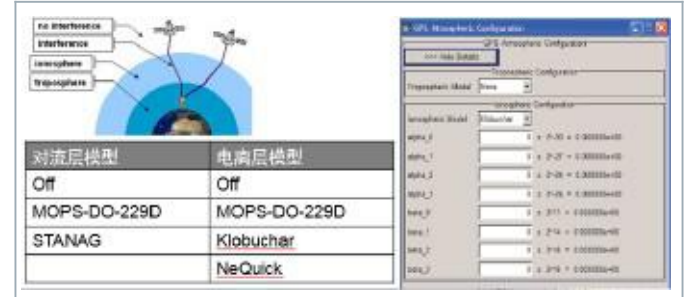 no interference
interference
ionosphere
troposphere
对流层模型 电离层模型
Off Off
MOPS-DO-229D MOPS-DO-229D
STANAG Klobuchar
NeQuick
GPS Atmospheric Configuration
GPS Atmospheric Configuration
<<< Hide Details
Tropospheric Configuration
Tropospheric Model None
Ionospheric Configuration
Ionospheric Model Klobuchar
alpha_0
alpha_1
alpha_2
alpha_3
beta_0
beta_1
beta_2
beta_3